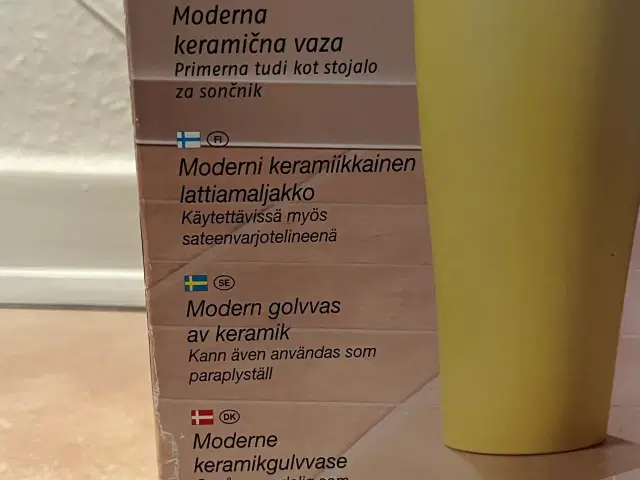 Moderna
keramična vaza
Primerna tudi kot stojalo
za sončnik
FI
Moderni keramiikkainen
lattiamaljakko
Käytettävissä myös
sateenvarjotelineenä
SE
Modern golvvas
av keramik
Kann även användas som
paraplyställ
DK
Moderne
keramikgulvvase